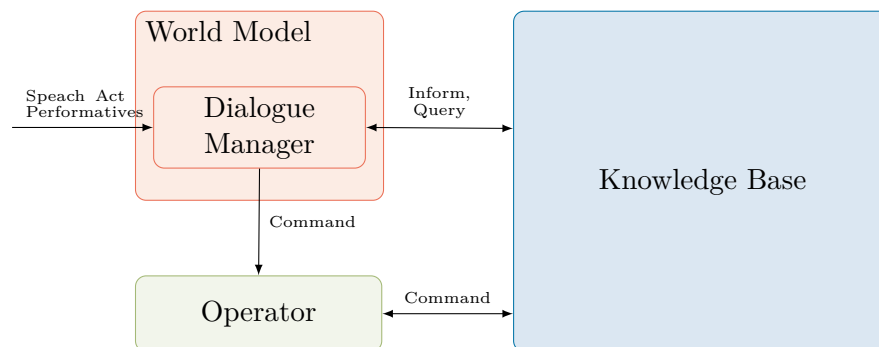 World Model
Speach Act
Performatives
Dialogue
Manager
Inform,
Query
Knowledge Base
Command
Operator
Command